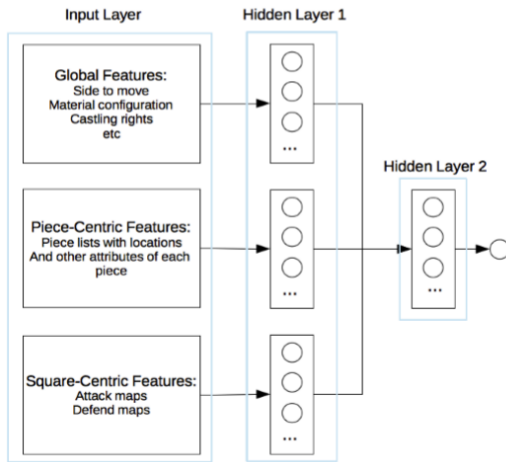 Input Layer
Hidden Layer 1
Global Features:
Side to move
Material configuration
Castling rights
etc
...
Hidden Layer 2
Piece-Centric Features:
Piece lists with locations
And other attributes of each
piece
...
...
Square-Centric Features:
Attack maps
Defend maps
...